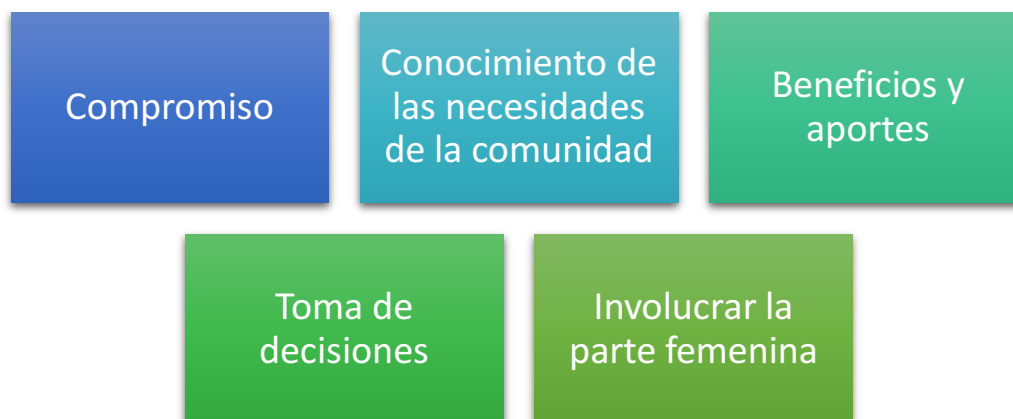 Compromiso
Conocimiento de
las necesidades
de la comunidad
Beneficios y
aportes
Toma de
decisiones
Involucrar la
parte femenina